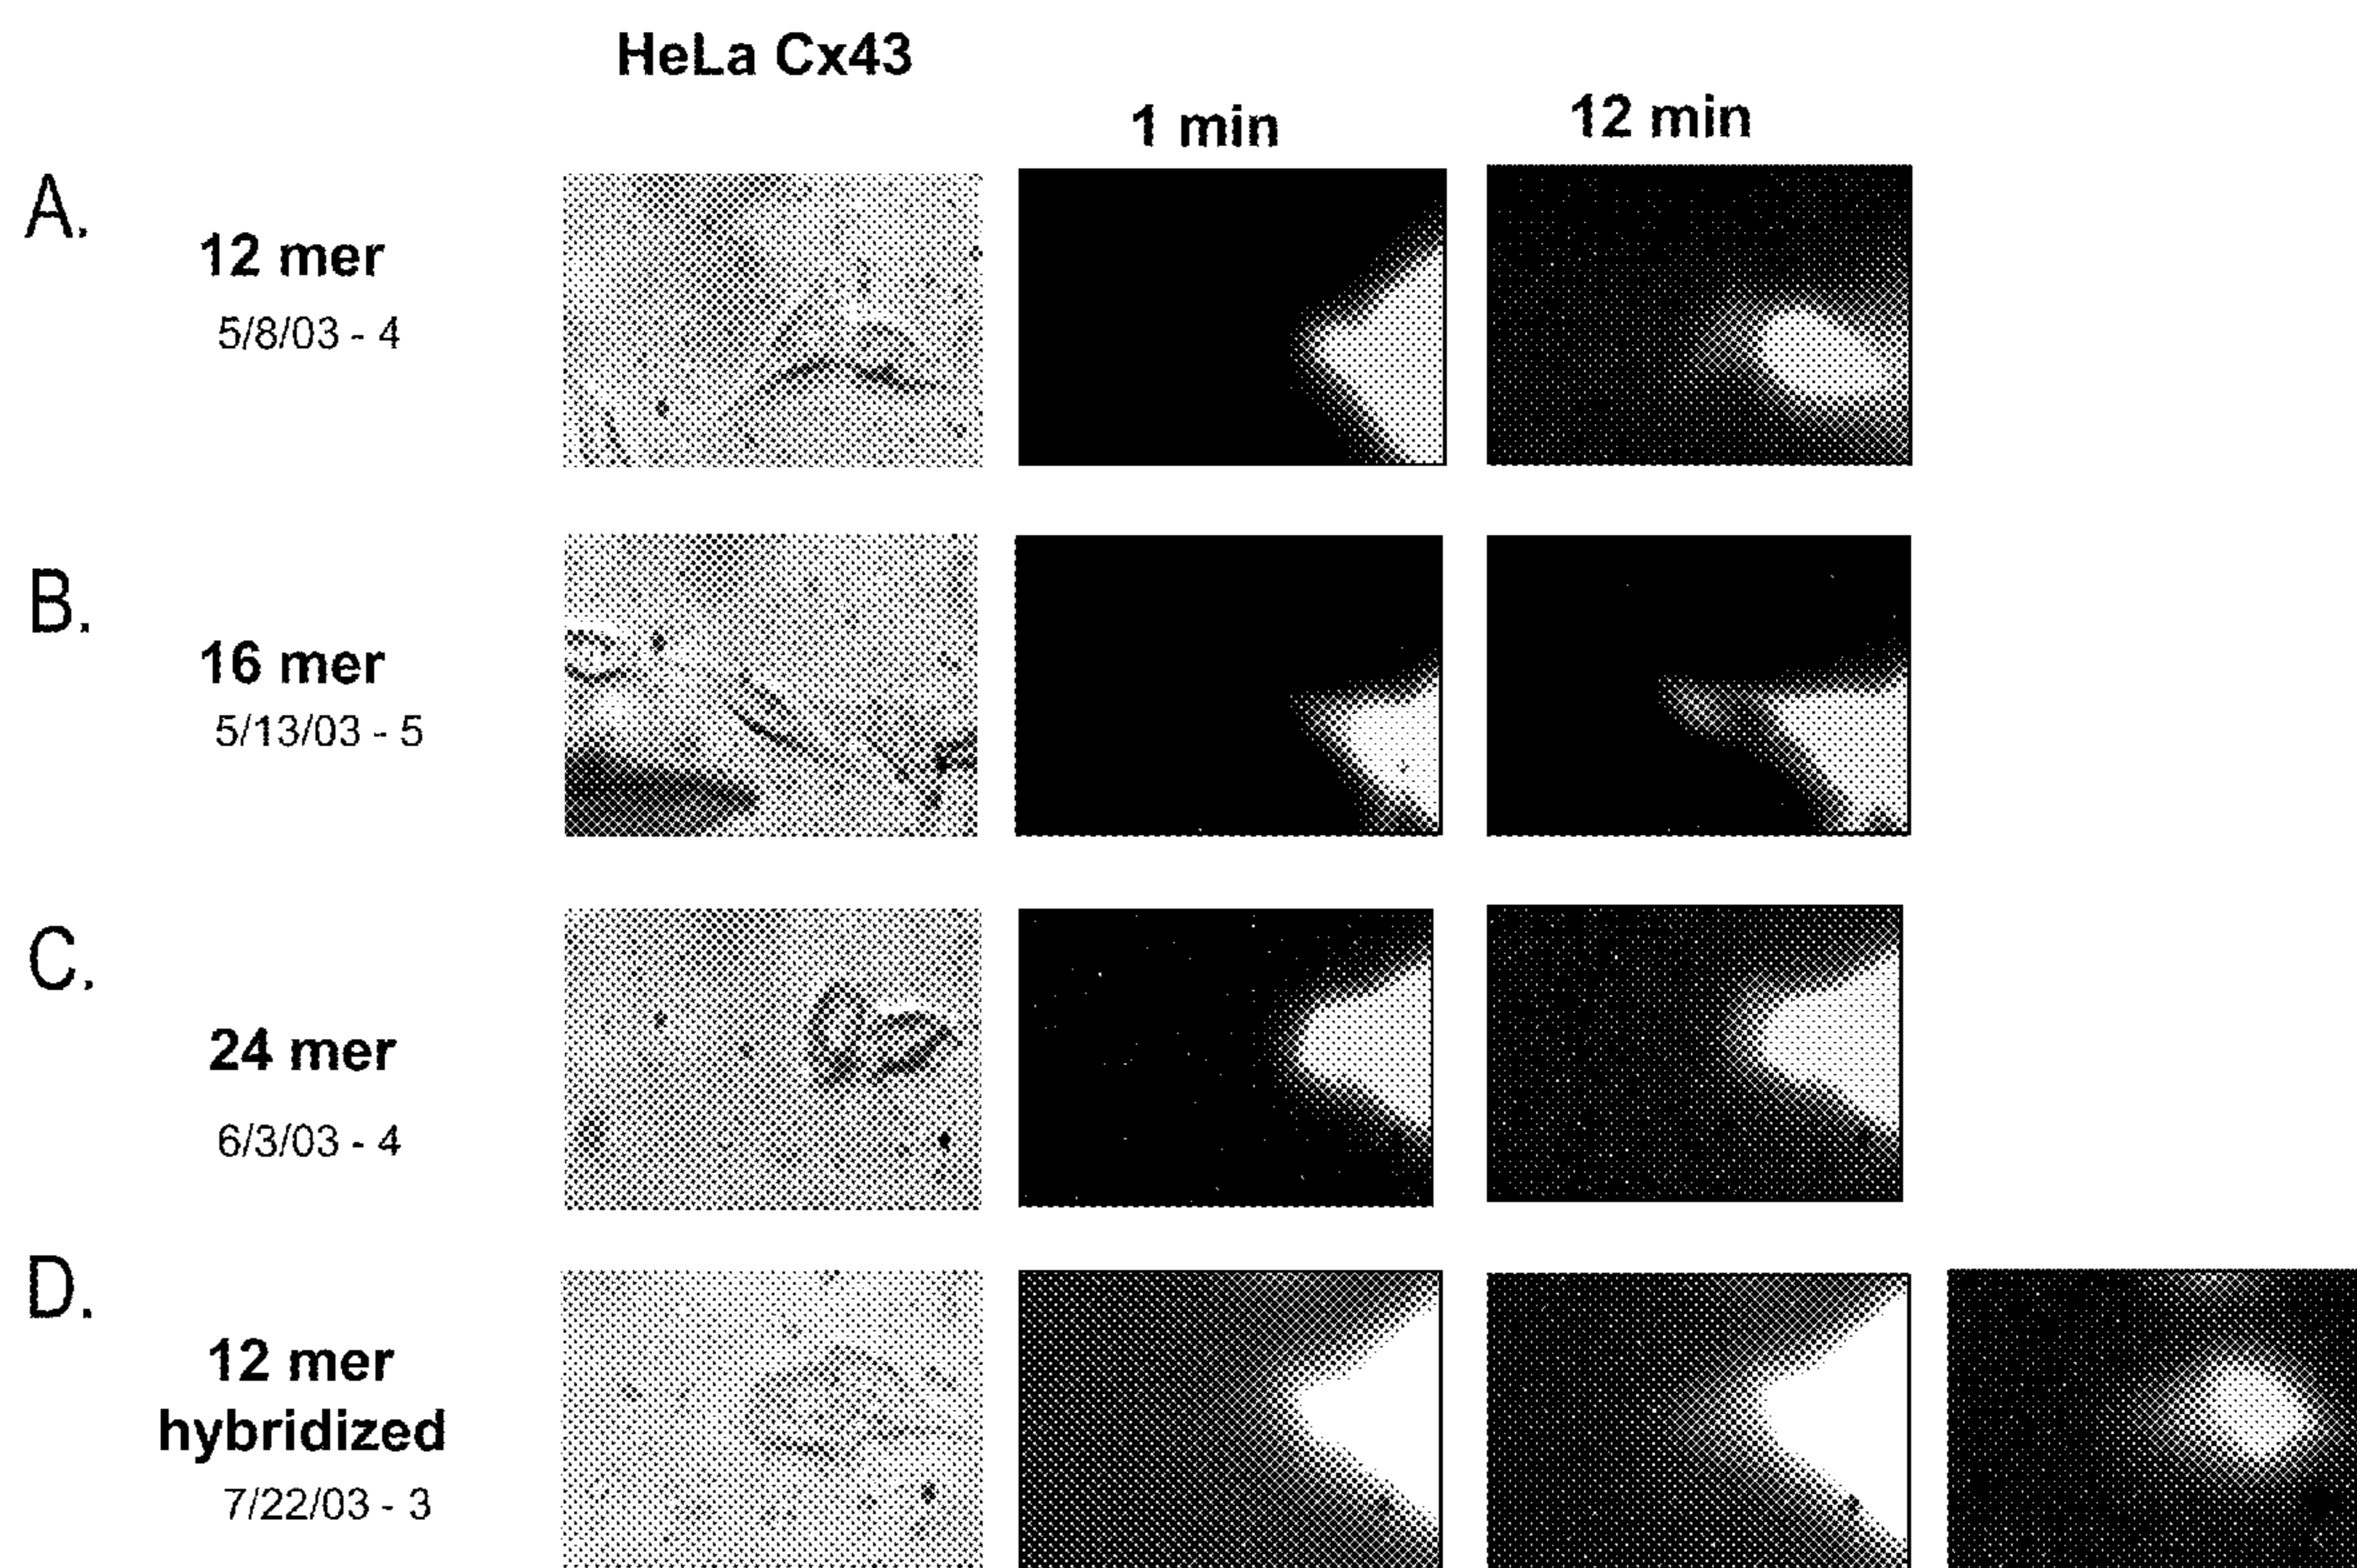 HeLa Cx43
1 min
12 min
A.
12 mer
5/8/03 - 4
B.
16 mer
5/13/03 - 5
C.
24 mer
6/3/03 - 4
D.
12 mer
hybridized
7/22/03 - 3